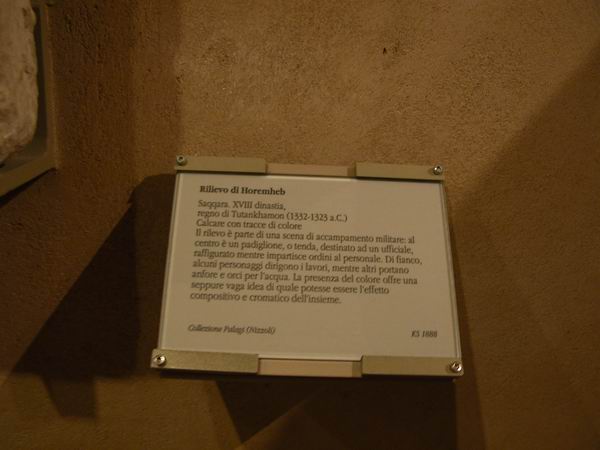 Rilievo di Horemheb
Saqqara. XVIII dinastia,
regno di Tutankhamon (1332-1323 a.C.)
Calcare con tracce di colore
Il rilievo è parte di una scena di accampamento militare: al
centro è un padiglione, o tenda, destinato ad un ufficiale,
raffigurato mentre impartisce ordini al personale. Di fianco,
alcuni personaggi dirigono i lavori, mentre altri portano
anfore e orci per l'acqua. La presenza del colore offre una
seppure vaga idea di quale potesse essere l'effetto
compositivo e cromatico dell'insieme.
Collezione Palagi (Nizzoli)
KS 1888